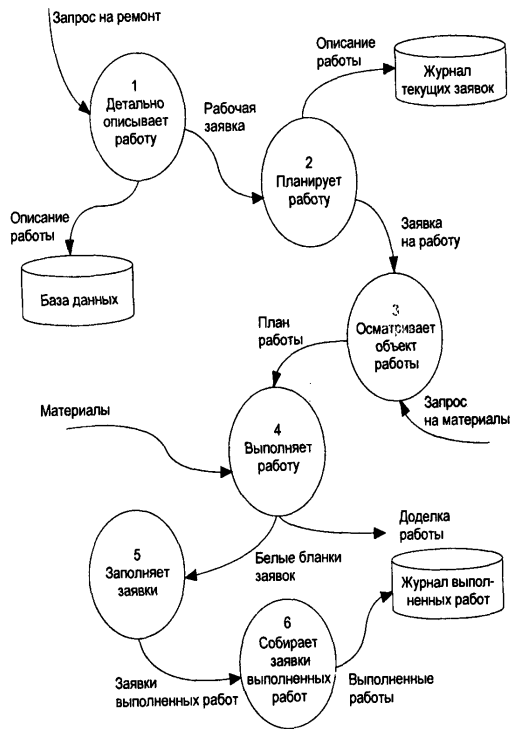 Запрос на ремонт
1
Детально
описывает
работу
Рабочая
заявка
Описание
работы
Журнал
текущих заявок
2
Планирует
работу
Описание
работы
База данных
Заявка
на работу
3
Осматривает
объект
работы
План
работы
Запрос
на материалы
Материалы
4
Выполняет
работу
Доделка
работы
Белые бланки
заявок
5
Заполняет
заявки
Журнал выпол-
ненных работ
6
Собирает
заявки
выполненных
работ
Заявки
выполненных работ
Выполненные
работы